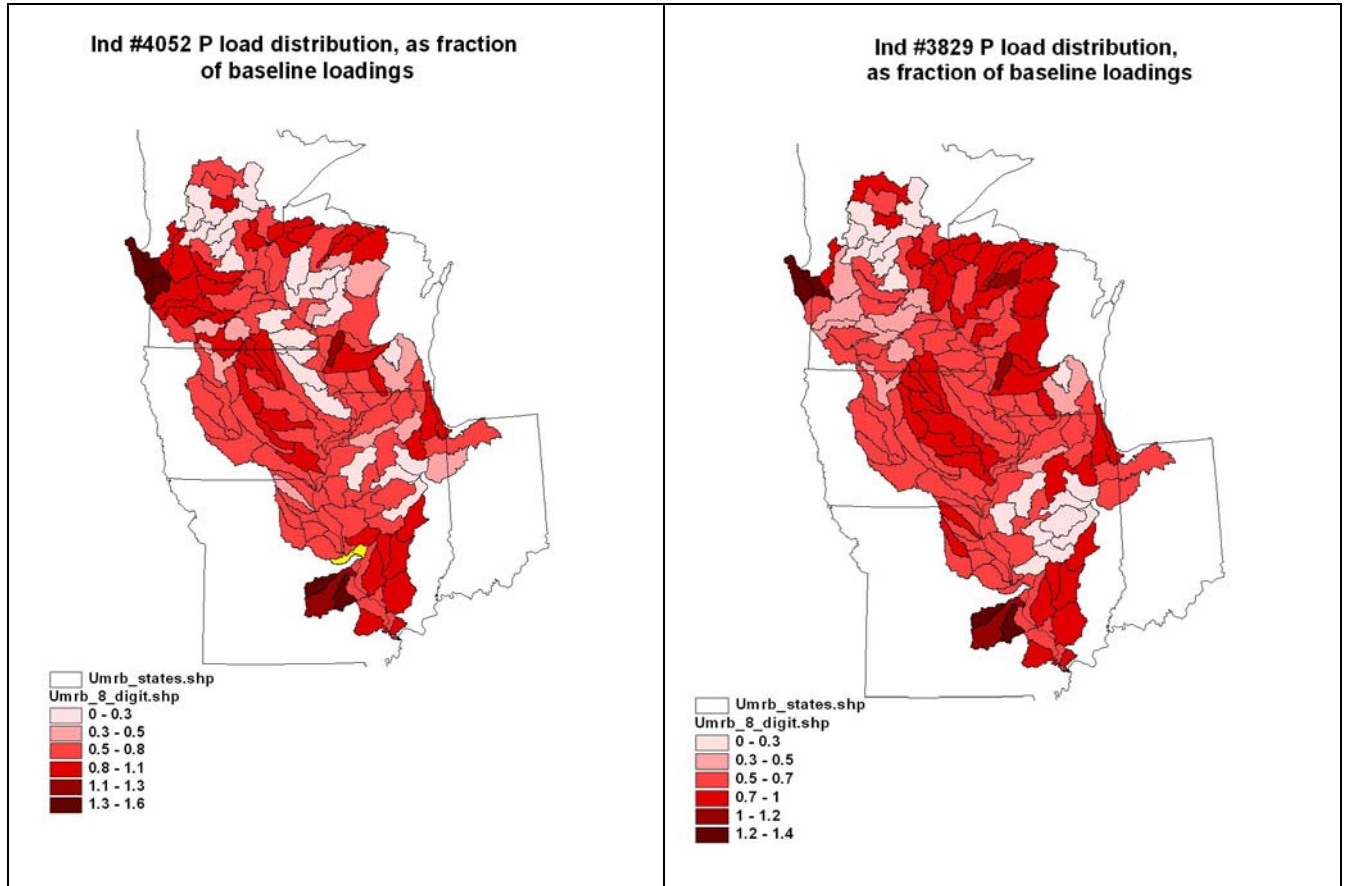 Ind #4052 P load distribution, as fraction
of baseline loadings
Umrb_states.shp
Umrb_8_digit.shp
0 - 0.3
0.3 - 0.5
0.5 - 0.8
0.8 - 1.1
1.1 - 1.3
1.3 - 1.6
Ind #3829 P load distribution,
as fraction of baseline loadings
Umrb_states.shp
Umrb_8_digit.shp
0 - 0.3
0.3 - 0.5
0.5 - 0.7
0.7 - 1
1 - 1.2
1.2 - 1.4